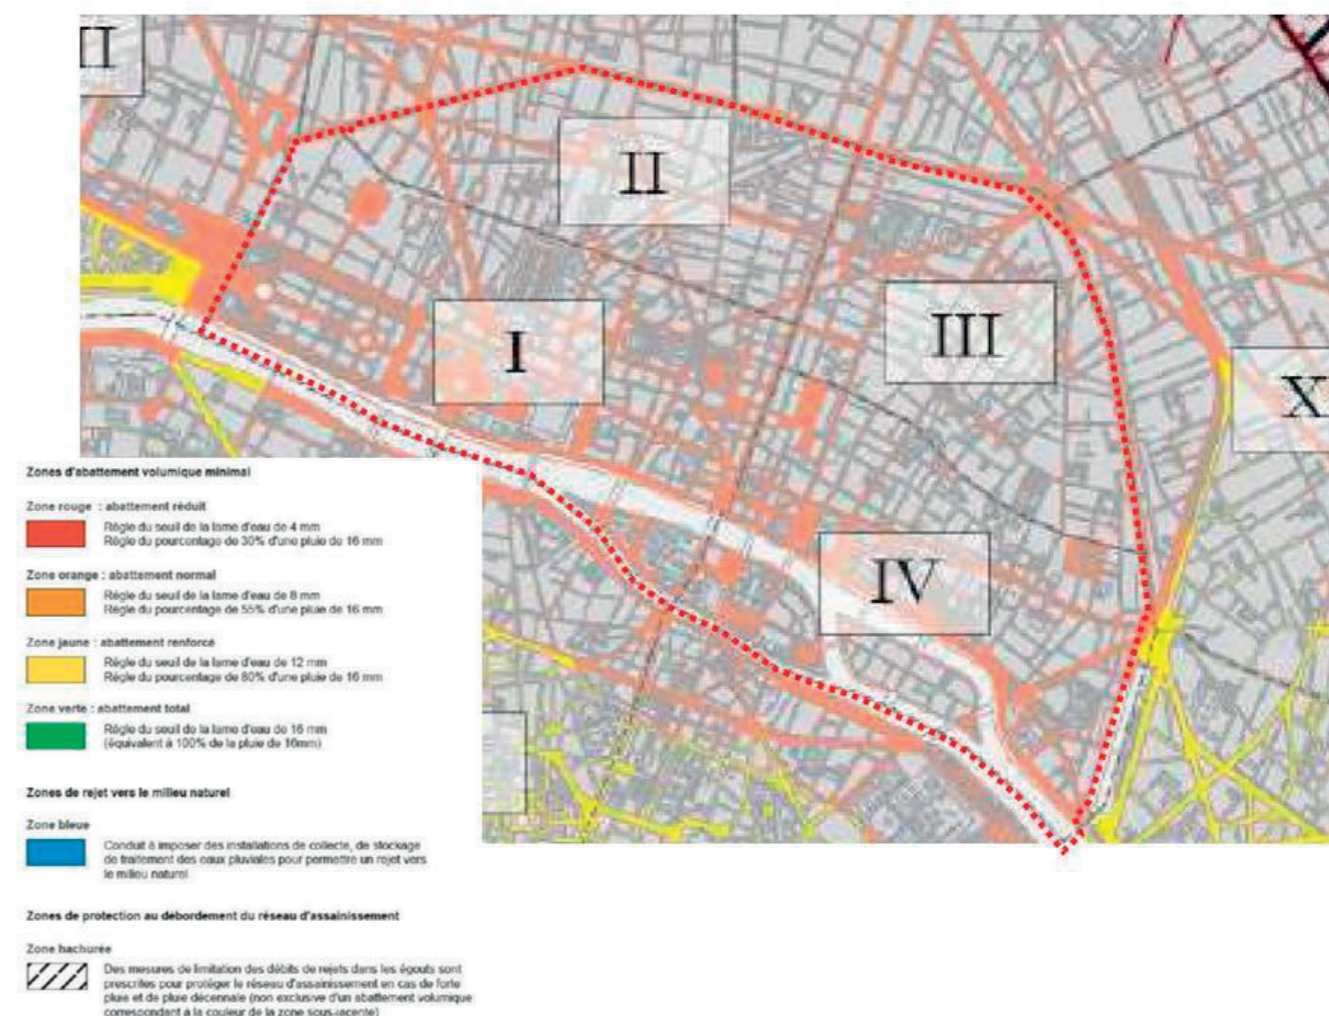 II
II
III
I
X
IV
Zones d'abattement volumique minimal
Zone rouge : abattement réduit
Règle du seuil de la lame d'eau de 4 mm
Règle du pourcentage de 30% d'une pluie de 16 mm
Zone orange : abattement normal
Règle du seuil de la lame d'eau de 8 mm
Règle du pourcentage de 55% d'une pluie de 16 mm
Zone jaune : abattement renforcé
Règle du seuil de la lame d'eau de 12 mm
Règle du pourcentage de 80% d'une pluie de 16 mm
Zone verte : abattement total
Règle du seuil de la lame d'eau de 16 mm
(équivalent à 100% de la pluie de 16mm)
Zones de rejet vers le milieu naturel
Zone bleue
Conduit à imposer des installations de collecte, de stockage
de traitement des eaux pluviales pour permettre un rejet vers
le milieu naturel
Zones de protection au débordement du réseau d'assainissement
Zone hachurée
Des mesures de limitation des débits de rejets dans les égouts sont
prescrites pour protéger le réseau d'assainissement en cas de forte
pluie et de pluie décennale (non exclusive d'un abattement volumique
correspondant à la couleur de la zone sous-jacente)